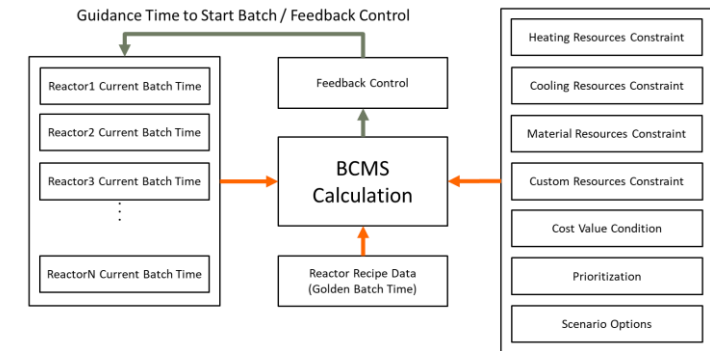 Guidance Time to Start Batch / Feedback Control
Reactor1 Current Batch Time
Reactor2 Current Batch Time
Reactor3 Current Batch Time
ReactorN Current Batch Time
Feedback Control
BCMS
Calculation
Reactor Recipe Data
(Golden Batch Time)
Heating Resources Constraint
Cooling Resources Constraint
Material Resources Constraint
Custom Resources Constraint
Cost Value Condition
Prioritization
Scenario Options